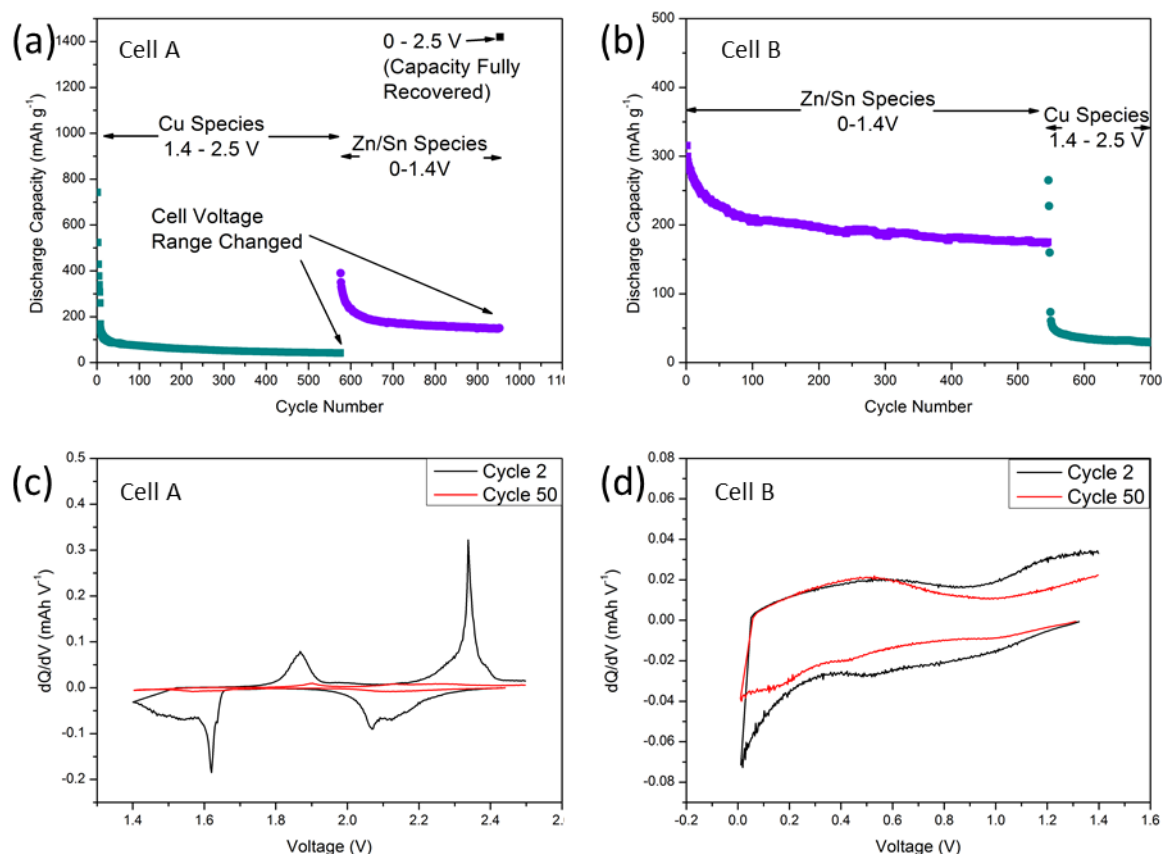 (a)
Cell A
0 - 2.5 V
(Capacity Fully
Recovered)
Cu Species
1.4 - 2.5 V
Zn/Sn Species
0-1.4V
Cell Voltage
Range Changed
Discharge Capacity (mAh g⁻¹)
1400
1200
1000
800
600
400
200
0
0 100 200 300 400 500 600 700 800 900 1000
Cycle Number
(b)
Cell B
Zn/Sn Species
0-1.4V
Cu Species
1.4 - 2.5 V
Discharge Capacity (mAh g⁻¹)
500
400
300
200
100
0
0 100 200 300 400 500 600 700
Cycle Number
(c)
Cell A
Cycle 2
Cycle 50
dQ/dV (mAh V⁻¹)
0.5
0.4
0.3
0.2
0.1
0.0
-0.1
-0.2
1.4 1.6 1.8 2.0 2.2 2.4
Voltage (V)
(d)
Cell B
Cycle 2
Cycle 50
dQ/dV (mAh V⁻¹)
0.08
0.06
0.04
0.02
0.00
-0.02
-0.04
-0.06
-0.08
-0.2 0.0 0.2 0.4 0.6 0.8 1.0 1.2 1.4 1.6
Voltage (V)